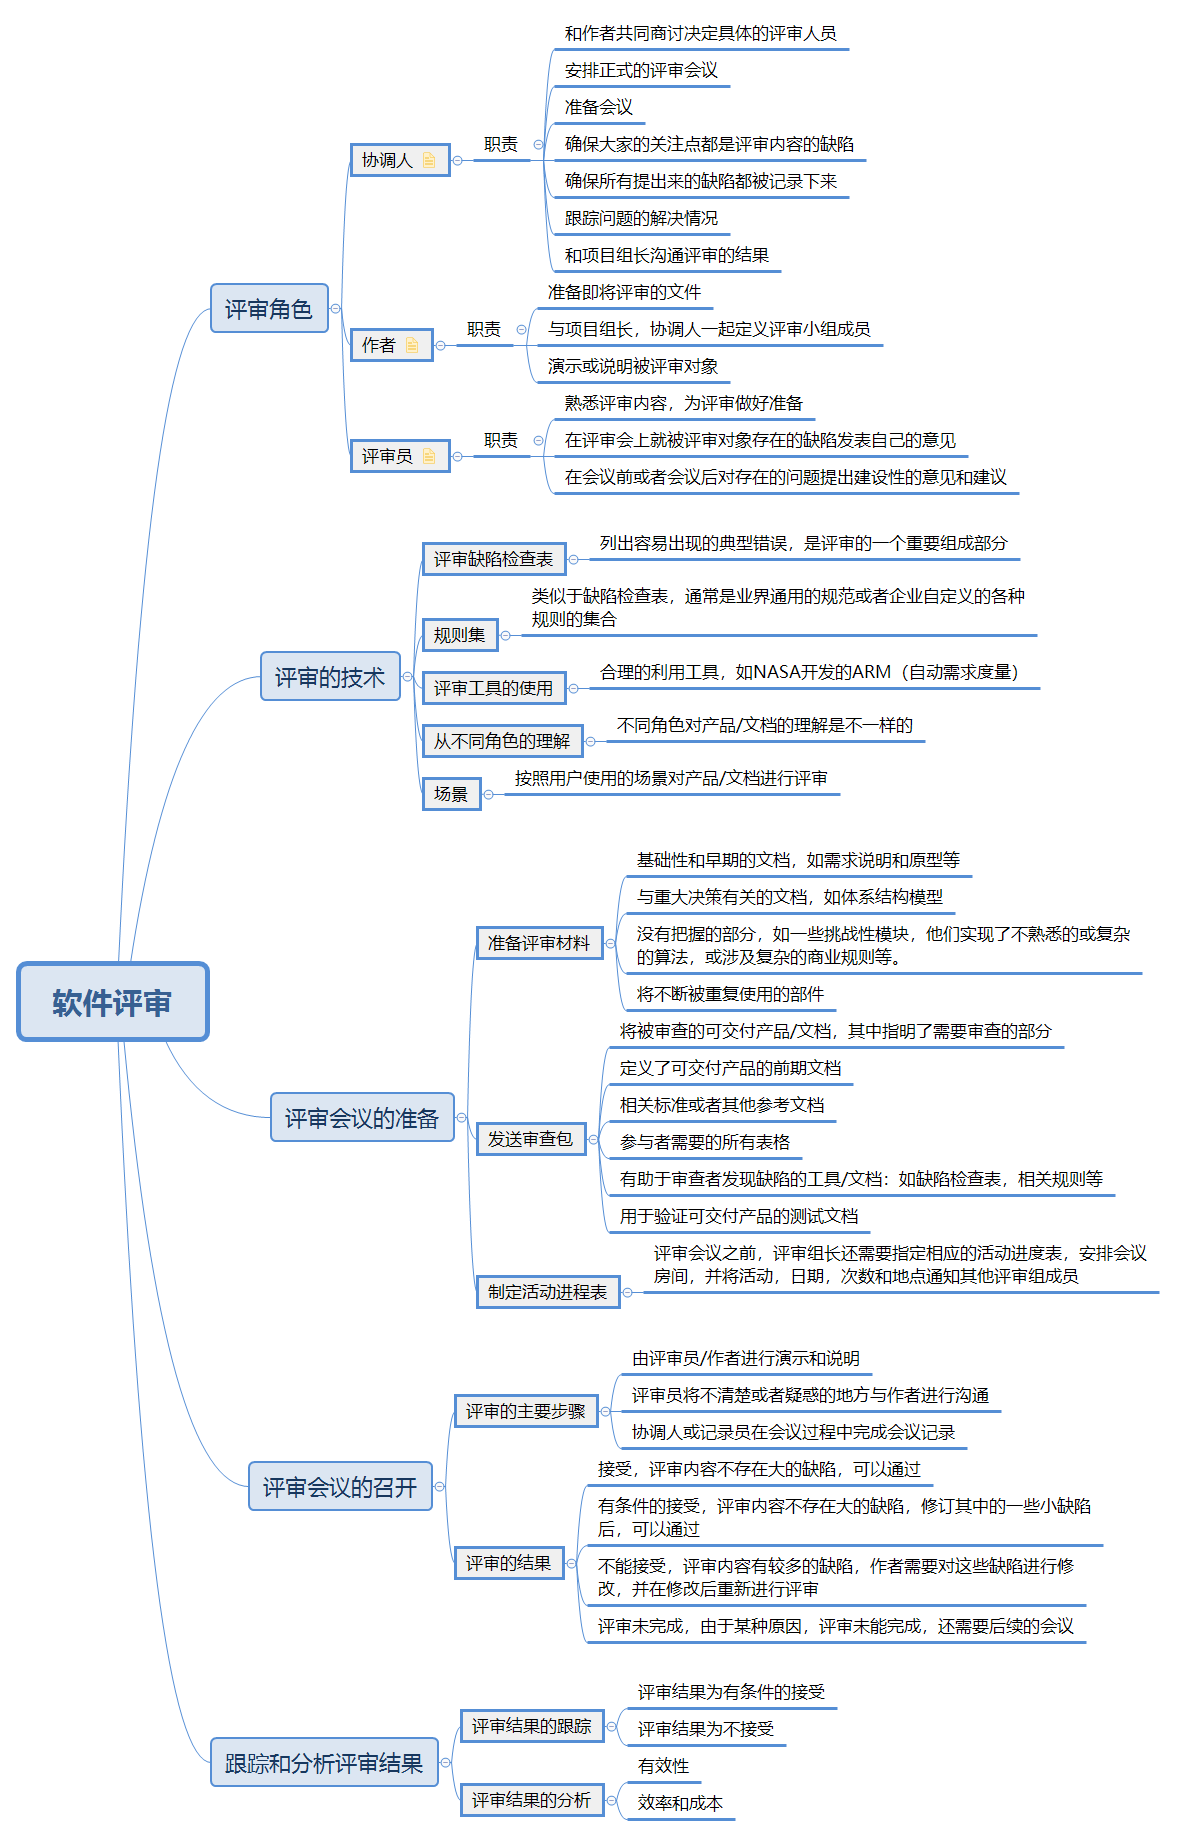 软件评审
评审角色
协调人
职责
和作者共同商讨决定具体的评审人员
安排正式的评审会议
准备会议
确保大家的关注点都是评审内容的缺陷
确保所有提出来的缺陷都被记录下来
跟踪问题的解决情况
和项目组长沟通评审的结果
作者
职责
准备即将评审的文件
与项目组长，协调人一起定义评审小组成员
演示或说明被评审对象
评审员
职责
熟悉评审内容，为评审做好准备
在评审会上就被评审对象存在的缺陷发表自己的意见
在会议前或者会议后对存在的问题提出建设性的意见和建议
评审的技术
评审缺陷检查表
列出容易出现的典型错误，是评审的一个重要组成部分
规则集
类似于缺陷检查表，通常是业界通用的规范或者企业自定义的各种
规则的集合
评审工具的使用
合理的利用工具，如NASA开发的ARM（自动需求度量）
从不同角色的理解
不同角色对产品/文档的理解是不一样的
场景
按照用户使用的场景对产品/文档进行评审
评审会议的准备
准备评审材料
基础性和早期的文档，如需求说明和原型等
与重大决策有关的文档，如体系结构模型
没有把握的部分，如一些挑战性模块，他们实现了不熟悉的或复杂
的算法，或涉及复杂的商业规则等。
将不断被重复使用的部件
发送审查包
将被审查的可交付产品/文档，其中指明了需要审查的部分
定义了可交付产品的前期文档
相关标准或者其他参考文档
参与者需要的所有表格
有助于审查者发现缺陷的工具/文档：如缺陷检查表，相关规则等
用于验证可交付产品的测试文档
制定活动进程表
评审会议之前，评审组长还需要指定相应的活动进度表，安排会议
房间，并将活动，日期，次数和地点通知其他评审组成员
评审会议的召开
评审的主要步骤
由评审员/作者进行演示和说明
评审员将不清楚或者疑惑的地方与作者进行沟通
协调人或记录员在会议过程中完成会议记录
评审的结果
接受，评审内容不存在大的缺陷，可以通过
有条件的接受，评审内容不存在大的缺陷，修订其中的一些小缺陷
后，可以通过
不能接受，评审内容有较多的缺陷，作者需要对这些缺陷进行修
改，并在修改后重新进行评审
评审未完成，由于某种原因，评审未能完成，还需要后续的会议
跟踪和分析评审结果
评审结果的跟踪
评审结果为有条件的接受
评审结果为不接受
评审结果的分析
有效性
效率和成本